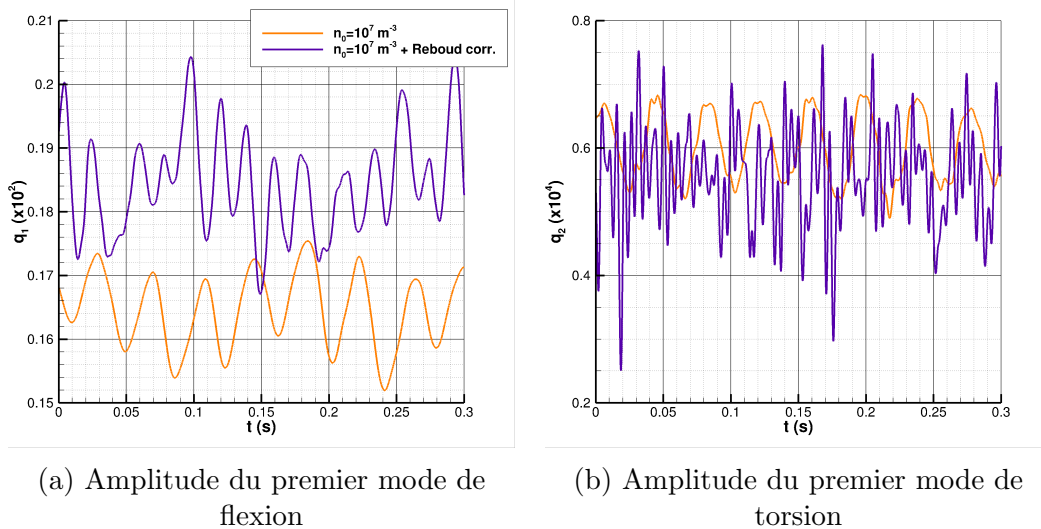 n₀=10⁷ m⁻³
n₀=10⁷ m⁻³ + Reboud corr.
q₁ (x10²)
0.21
0.2
0.19
0.18
0.17
0.16
0.15
0 0.05 0.1 0.15 0.2 0.25 0.3
t (s)
q₂ (x10⁴)
0.8
0.6
0.4
0.2
0 0.05 0.1 0.15 0.2 0.25 0.3
t (s)
(a) Amplitude du premier mode de
flexion
(b) Amplitude du premier mode de
torsion